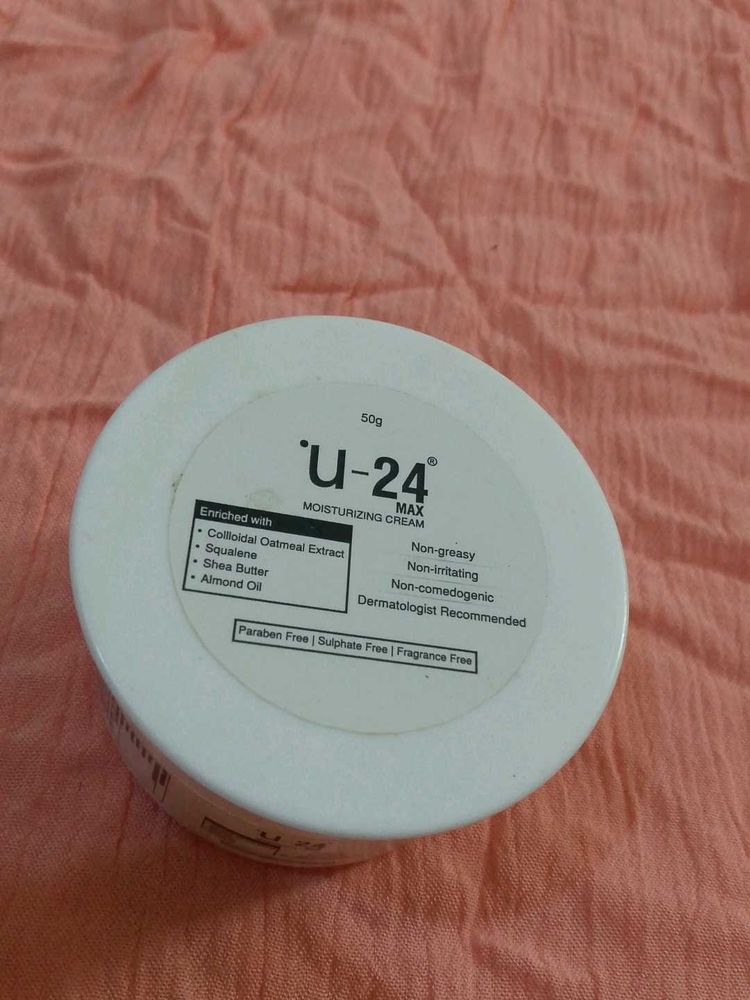 50g
u-24®
MAX
MOISTURIZING CREAM
Enriched with
• Collloidal Oatmeal Extract
• Squalene
• Shea Butter
• Almond Oil
Non-greasy
Non-irritating
Non-comedogenic
Dermatologist Recommended
Paraben Free | Sulphate Free | Fragrance Free
u-24